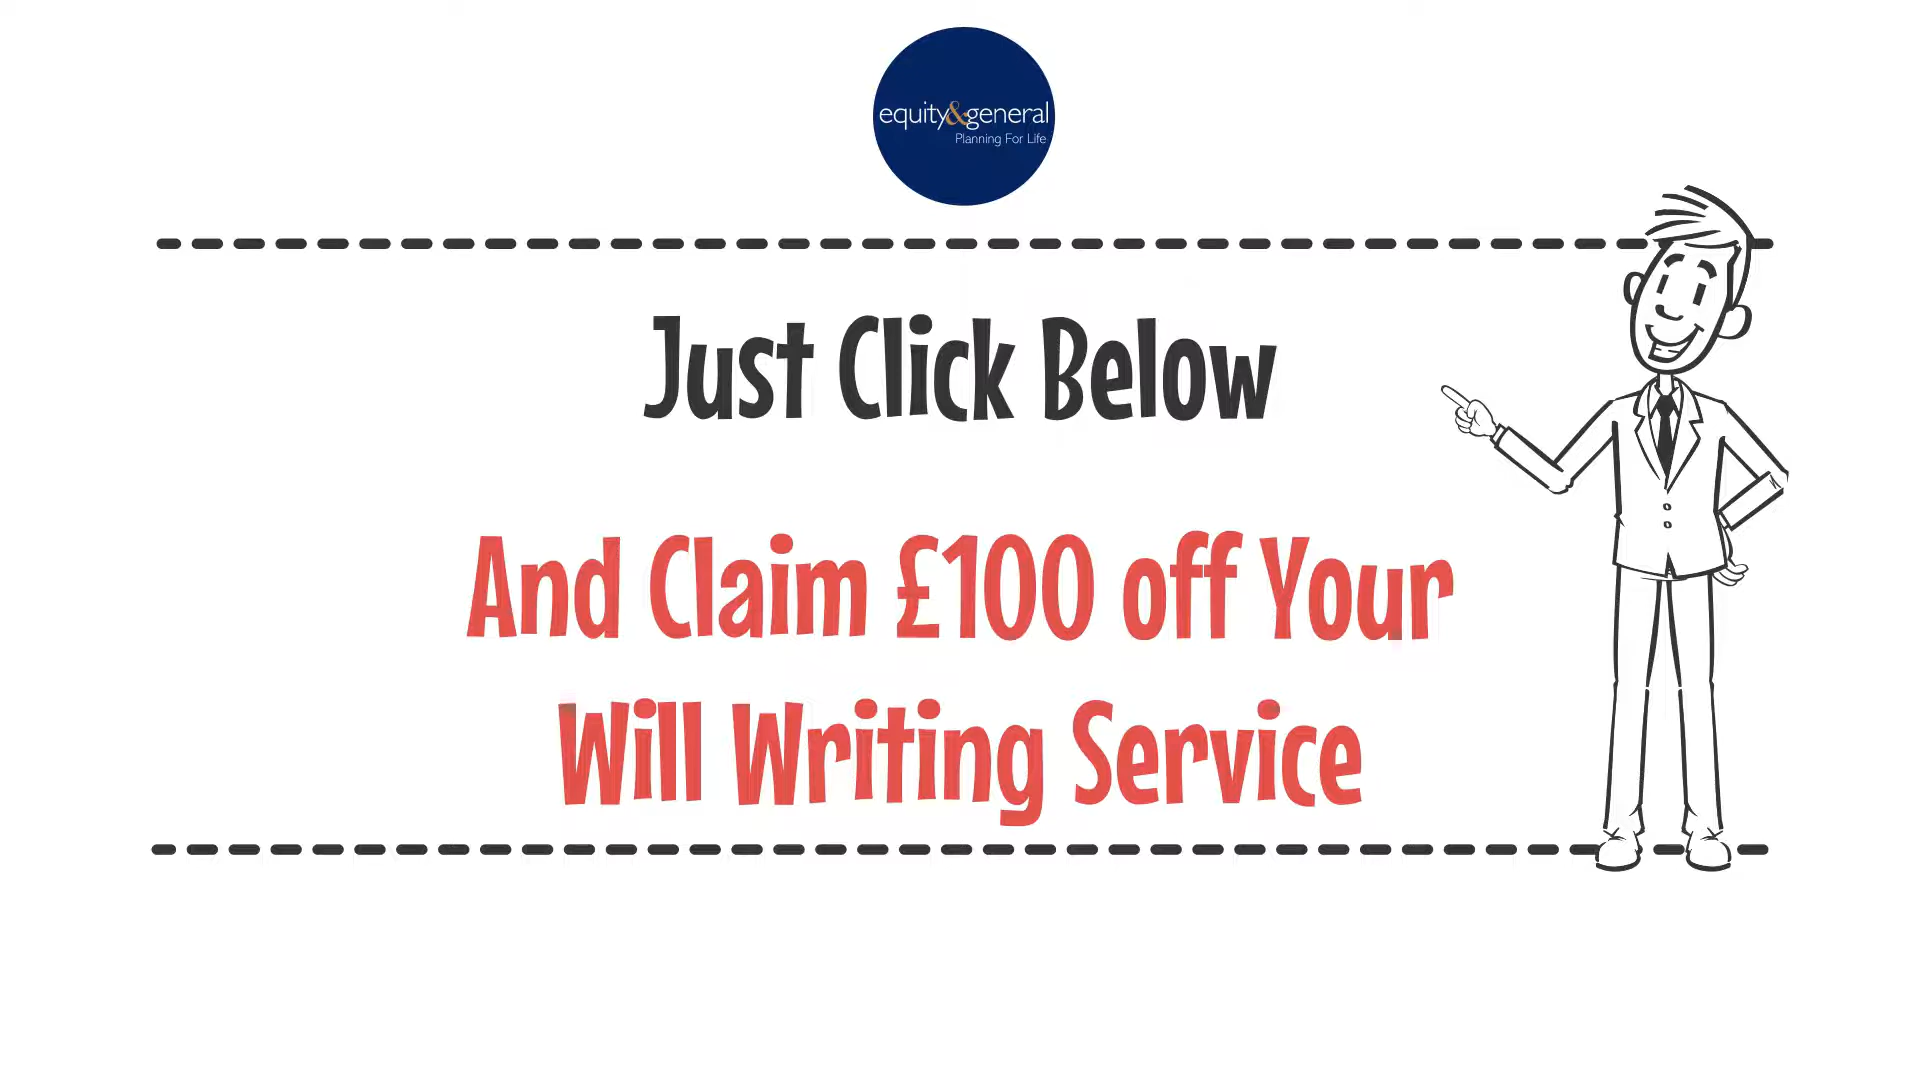 equity&general
Planning For Life
Just Click Below
And Claim £100 off Your
Will Writing Service